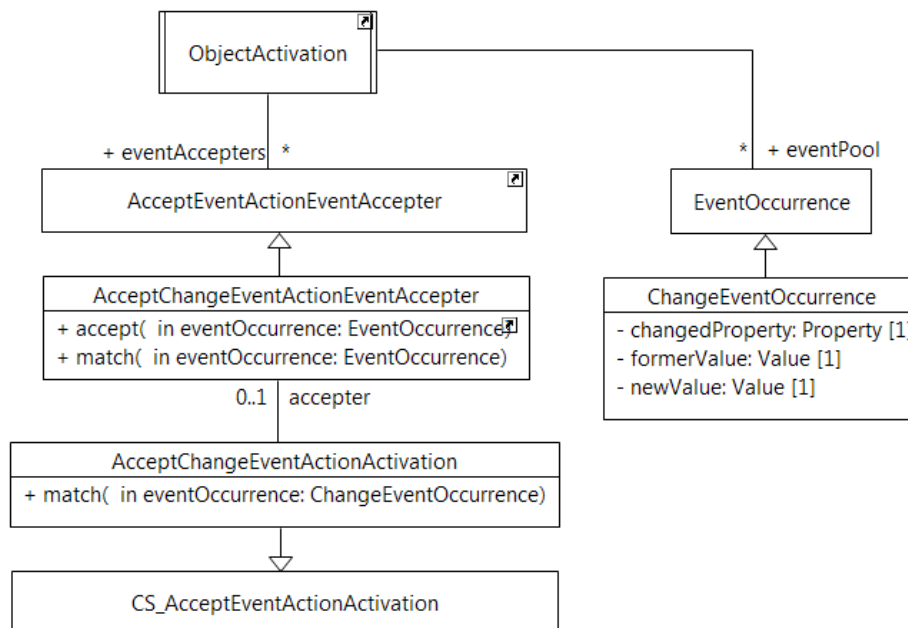 ObjectActivation
+ eventAccepters *
* + eventPool
AcceptEventActionEventAccepter
EventOccurrence
AcceptChangeEventActionEventAccepter
+ accept( in eventOccurrence: EventOccurrence)
+ match( in eventOccurrence: EventOccurrence)
ChangeEventOccurrence
- changedProperty: Property [1]
- formerValue: Value [1]
- newValue: Value [1]
0..1 accepter
AcceptChangeEventActionActivation
+ match( in eventOccurrence: ChangeEventOccurrence)
CS_AcceptEventActionActivation